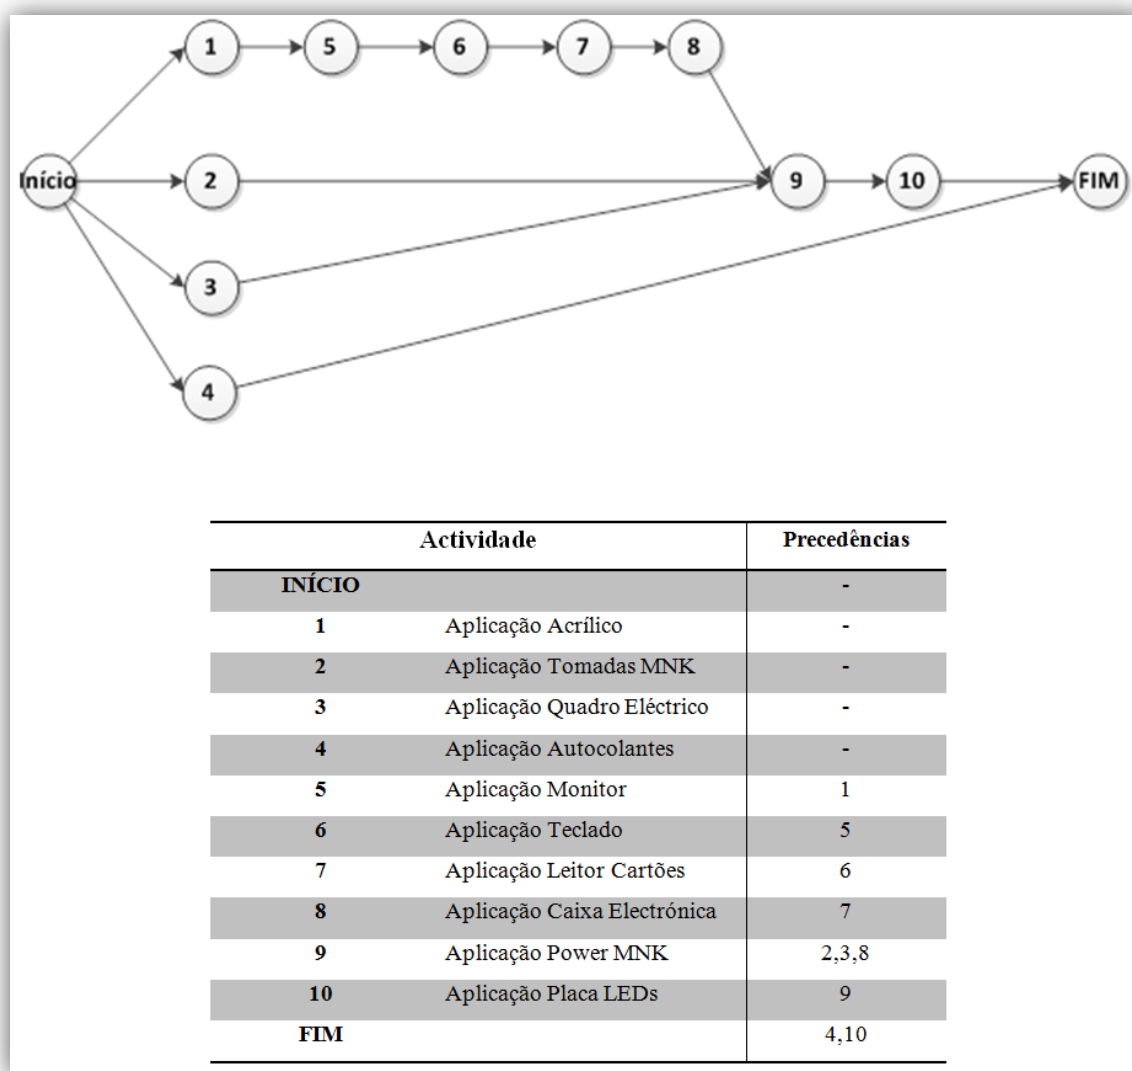 1 5 6 7 8
Início 2 9 10 FIM
3
4
Actividade Precedências
INÍCIO -
1 Aplicação Acrílico -
2 Aplicação Tomadas MNK -
3 Aplicação Quadro Eléctrico -
4 Aplicação Autocolantes -
5 Aplicação Monitor 1
6 Aplicação Teclado 5
7 Aplicação Leitor Cartões 6
8 Aplicação Caixa Electrónica 7
9 Aplicação Power MNK 2,3,8
10 Aplicação Placa LEDs 9
FIM 4,10